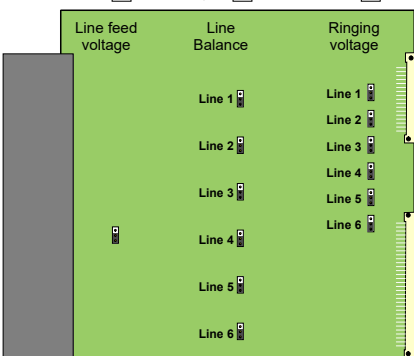 Line feed
voltage
Line
Balance
Ringing
voltage
Line 1
Line 2
Line 3
Line 4
Line 5
Line 6
Line 1
Line 2
Line 3
Line 4
Line 5
Line 6